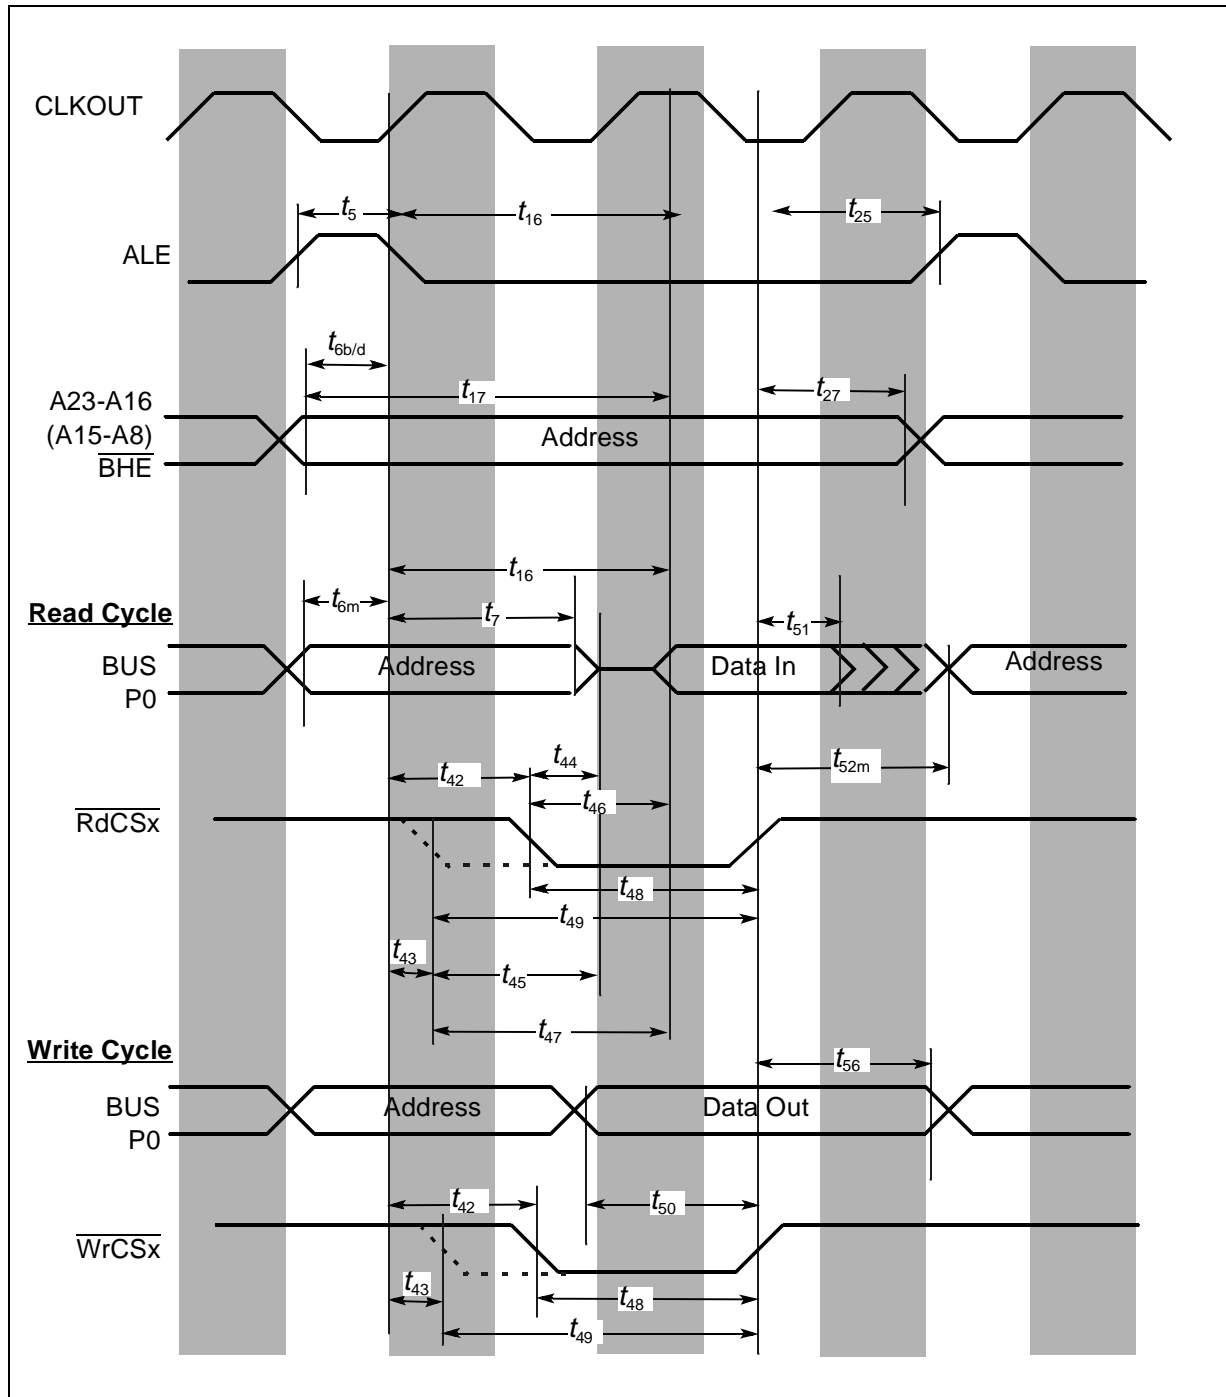 CLKOUT
t5
t16
t25
ALE
t6b/d
t17
t27
A23-A16
(A15-A8)
BHE
Address
t16
t6m
t7
t51
Read Cycle
BUS
P0
Address
Data In
Address
t44
t42
t52m
t46
RdCSx
t48
t49
t43
t45
t47
Write Cycle
t56
BUS
P0
Address
Data Out
t42
t50
WrCSx
t43
t48
t49